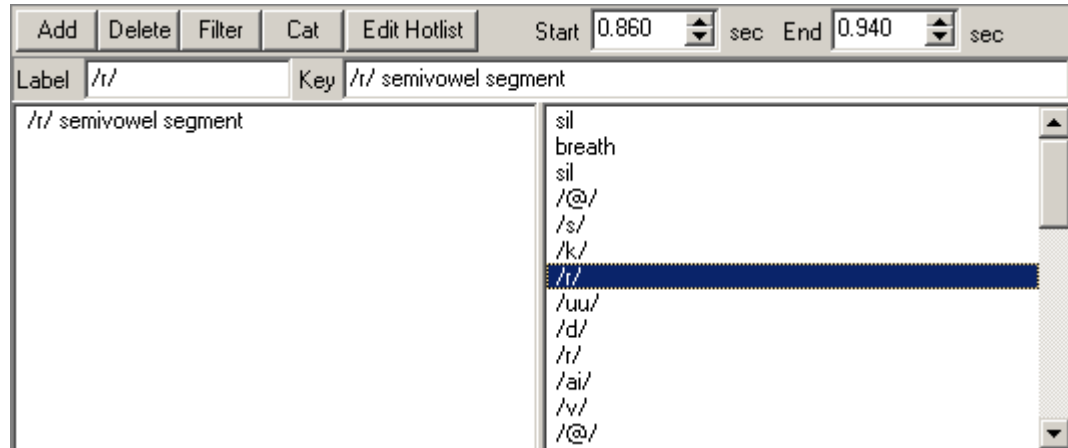 Add Delete Filter Cat Edit Hotlist Start 0.860 sec End 0.940 sec
Label /r/ Key /r/ semivowel segment
/r/ semivowel segment
sil
breath
sil
/@/
/s/
/k/
/r/
/uu/
/d/
/r/
/ai/
/v/
/@/